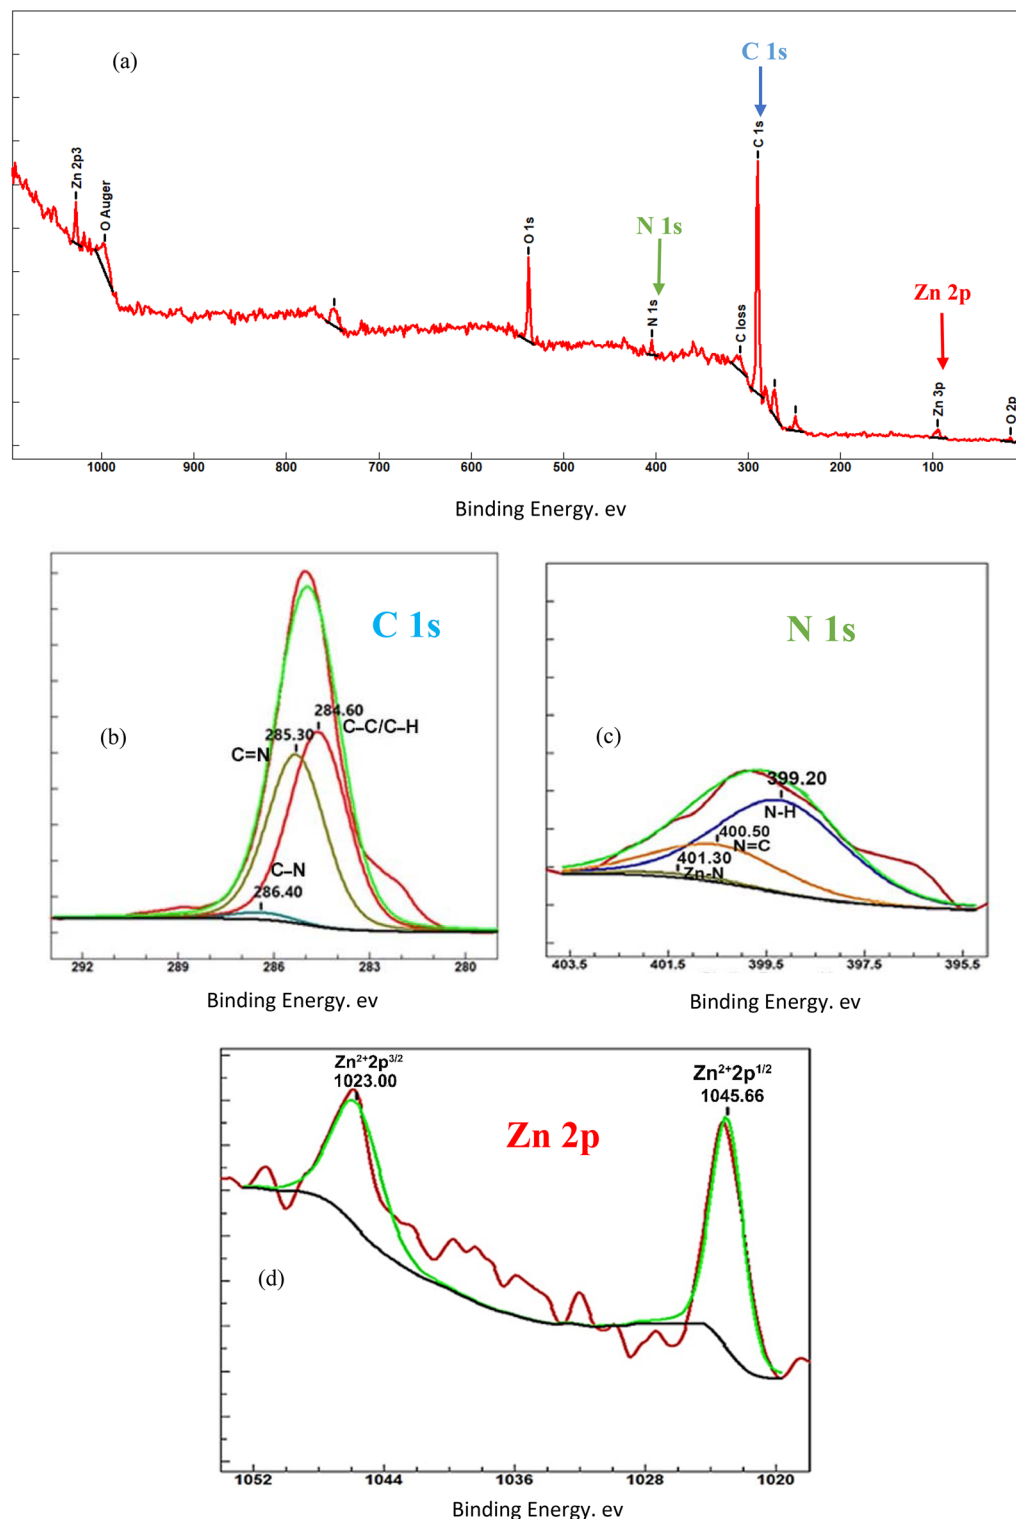 (a)
C 1s
Zn 2p3
O Auger
O 1s
N 1s
N 1s
C loss
C 1s
Zn 2p
Zn 3p
O 2p
1000 900 800 700 600 500 400 300 200 100
Binding Energy. ev
C 1s
(b)
284.60
C–C/C–H
285.30
C=N
C–N
286.40
292 289 286 283 280
Binding Energy. ev
N 1s
(c)
399.20
N-H
400.50
N=C
401.30
Zn-N
403.5 401.5 399.5 397.5 395.5
Binding Energy. ev
Zn²⁺2p³/²
1023.00
Zn²⁺2p¹/²
1045.66
Zn 2p
(d)
1052 1044 1036 1028 1020
Binding Energy. ev